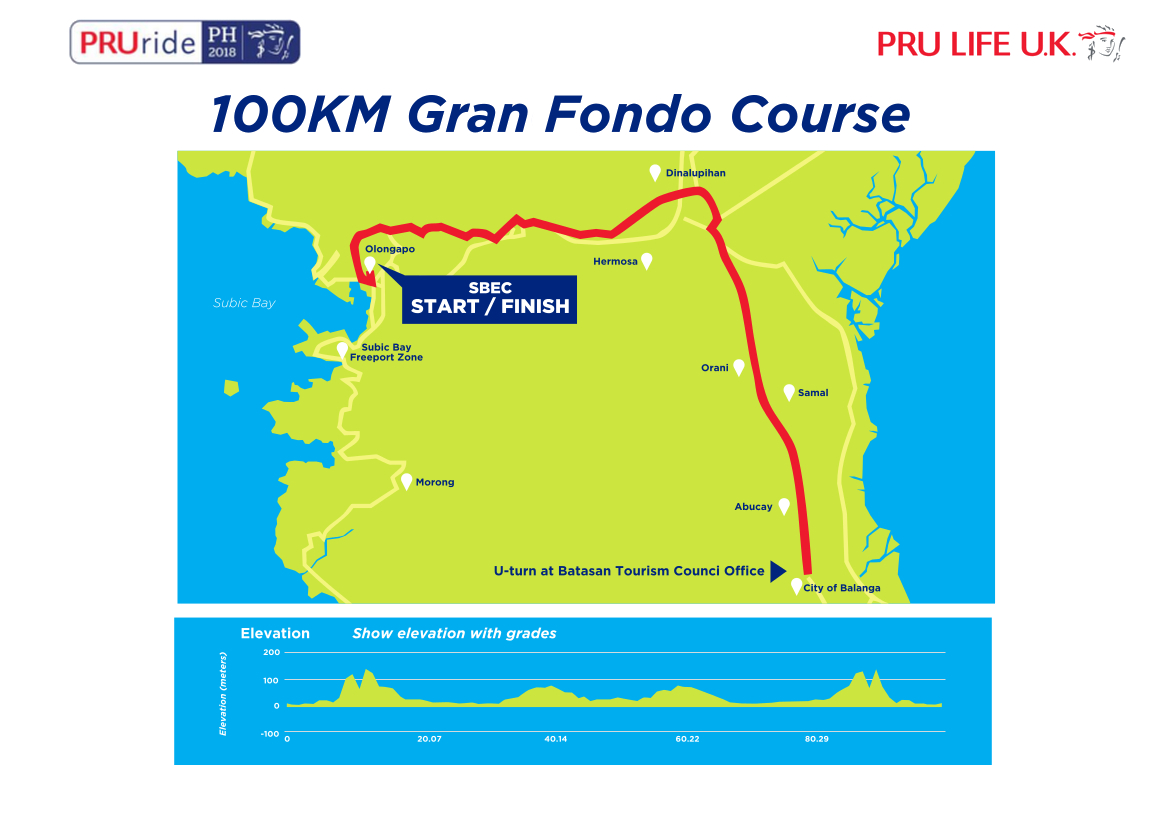 PRUride PH 2018
PRU LIFE U.K.
100KM Gran Fondo Course
Dinalupihan
Olongapo
Hermosa
SBEC
START / FINISH
Subic Bay
Subic Bay
Freeport Zone
Orani
Samal
Morong
Abucay
U-turn at Batasan Tourism Counci Office
City of Balanga
Elevation
Show elevation with grades
Elevation (meters)
200
100
0
-100
0
20.07
40.14
60.22
80.29